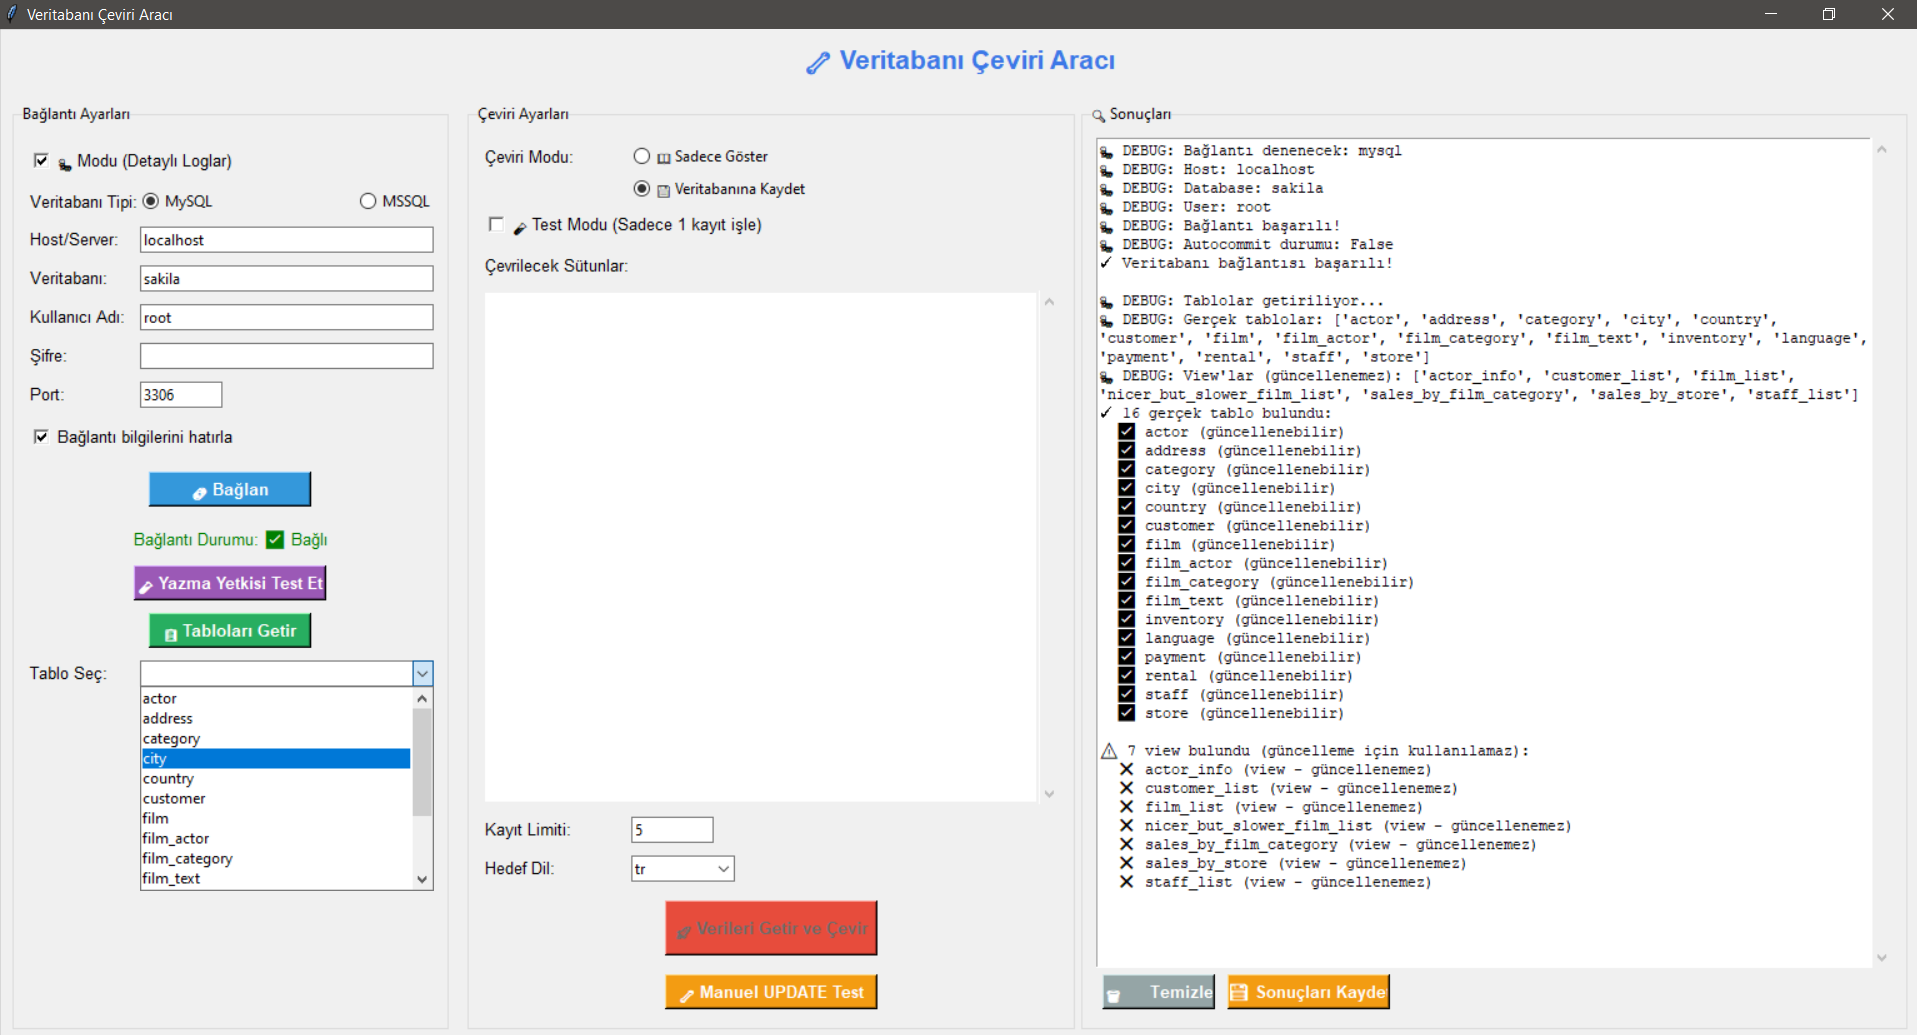 Veritabanı Çeviri Aracı
Veritabanı Çeviri Aracı
Bağlantı Ayarları
Modu (Detaylı Loglar)
Veritabanı Tipi: MySQL MSSQL
Host/Server: localhost
Veritabanı: sakila
Kullanıcı Adı: root
Şifre:
Port: 3306
Bağlantı bilgilerini hatırla
Bağlan
Bağlantı Durumu: Bağlı
Yazma Yetkisi Test Et
Tabloları Getir
Tablo Seç:
actor
address
category
city
country
customer
film
film_actor
film_category
film_text
Çeviri Ayarları
Çeviri Modu: Sadece Göster
Veritabanına Kaydet
Test Modu (Sadece 1 kayıt işle)
Çevrilecek Sütunlar:
Kayıt Limiti: 5
Hedef Dil: tr
Verileri Getir ve Çevir
Manuel UPDATE Test
Sonuçları
DEBUG: Bağlantı denenecek: mysql
DEBUG: Host: localhost
DEBUG: Database: sakila
DEBUG: User: root
DEBUG: Bağlantı başarılı!
DEBUG: Autocommit durumu: False
✓ Veritabanı bağlantısı başarılı!
DEBUG: Tablolar getiriliyor...
DEBUG: Gerçek tablolar: ['actor', 'address', 'category', 'city', 'country',
'customer', 'film', 'film_actor', 'film_category', 'film_text', 'inventory', 'language',
'payment', 'rental', 'staff', 'store']
DEBUG: View'lar (güncellenemez): ['actor_info', 'customer_list', 'film_list',
'nicer_but_slower_film_list', 'sales_by_film_category', 'sales_by_store', 'staff_list']
✓ 16 gerçek tablo bulundu:
actor (güncellenebilir)
address (güncellenebilir)
category (güncellenebilir)
city (güncellenebilir)
country (güncellenebilir)
customer (güncellenebilir)
film (güncellenebilir)
film_actor (güncellenebilir)
film_category (güncellenebilir)
film_text (güncellenebilir)
inventory (güncellenebilir)
language (güncellenebilir)
payment (güncellenebilir)
rental (güncellenebilir)
staff (güncellenebilir)
store (güncellenebilir)
⚠ 7 view bulundu (güncelleme için kullanılamaz):
✕ actor_info (view - güncellenemez)
✕ customer_list (view - güncellenemez)
✕ film_list (view - güncellenemez)
✕ nicer_but_slower_film_list (view - güncellenemez)
✕ sales_by_film_category (view - güncellenemez)
✕ sales_by_store (view - güncellenemez)
✕ staff_list (view - güncellenemez)
Temizle
Sonuçları Kayde